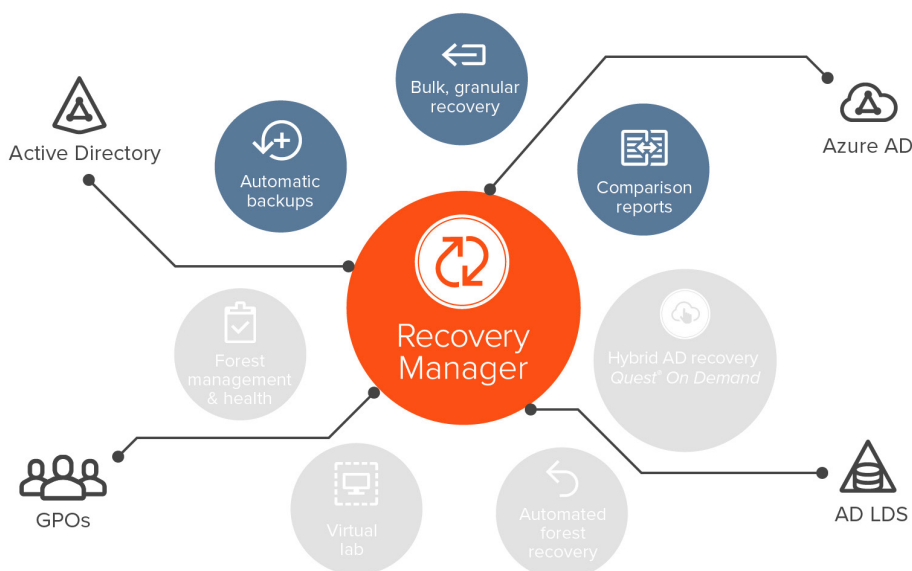 Bulk, granular
recovery
Active Directory
Azure AD
Automatic
backups
Comparison
reports
Recovery
Manager
Forest
management
& health
Hybrid AD recovery
Quest® On Demand
GPOs
Virtual
lab
Automated
forest
recovery
AD LDS